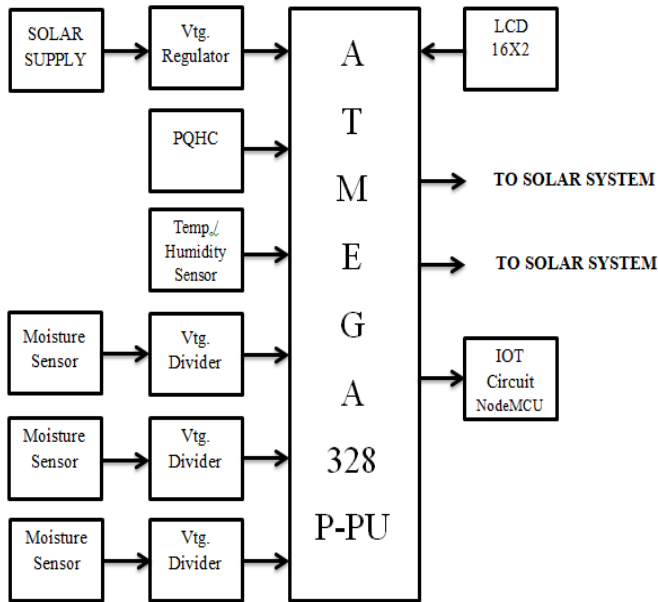 SOLAR
SUPPLY
Vtg.
Regulator
A
T
M
E
G
A
328
P-PU
LCD
16X2
PQHC
TO SOLAR SYSTEM
Temp./
Humidity
Sensor
TO SOLAR SYSTEM
Moisture
Sensor
Vtg.
Divider
IOT
Circuit
NodeMCU
Moisture
Sensor
Vtg.
Divider
Moisture
Sensor
Vtg.
Divider